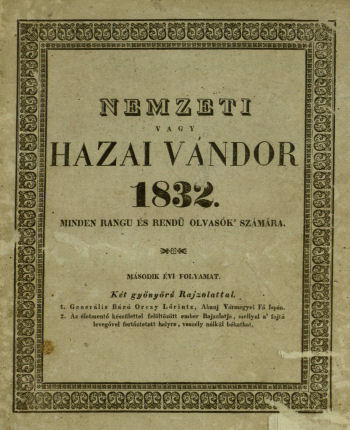 NEMZETI
VAGY
HAZAI VÁNDOR
1832.
MINDEN RANGU ÉS RENDÜ OLVASÓK' SZÁMÁRA.
MÁSODIK ÉVI FOLYAMAT.
Két gyönyörű Rajzolattal.
1. Generális Báró Orczy Lőrintz, Abauj Vármegyei Fő Ispán.
2. Az életmentő készülettel felöltözött ember Rajzolatja, mellyel a' fojtó
levegővel fertőztetett helyre, veszély nélkül béhathat.